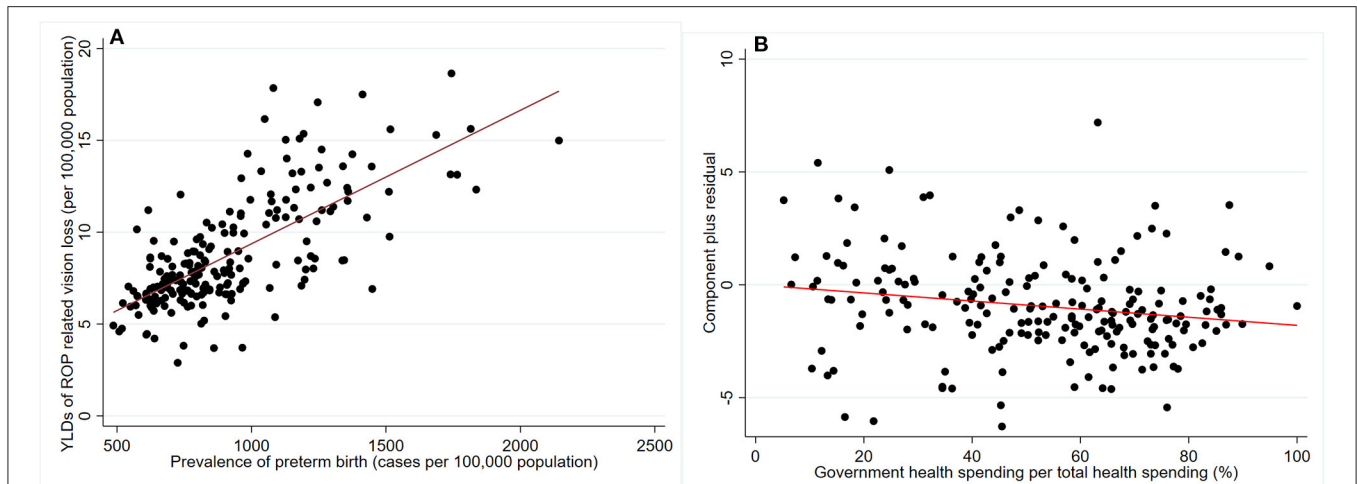 A
YLDs of ROP related vision loss (per 100,000 population)
20
15
10
5
0
500 1000 1500 2000 2500
Prevalence of preterm birth (cases per 100,000 population)
B
Component plus residual
10
5
0
-5
0 20 40 60 80 100
Government health spending per total health spending (%)